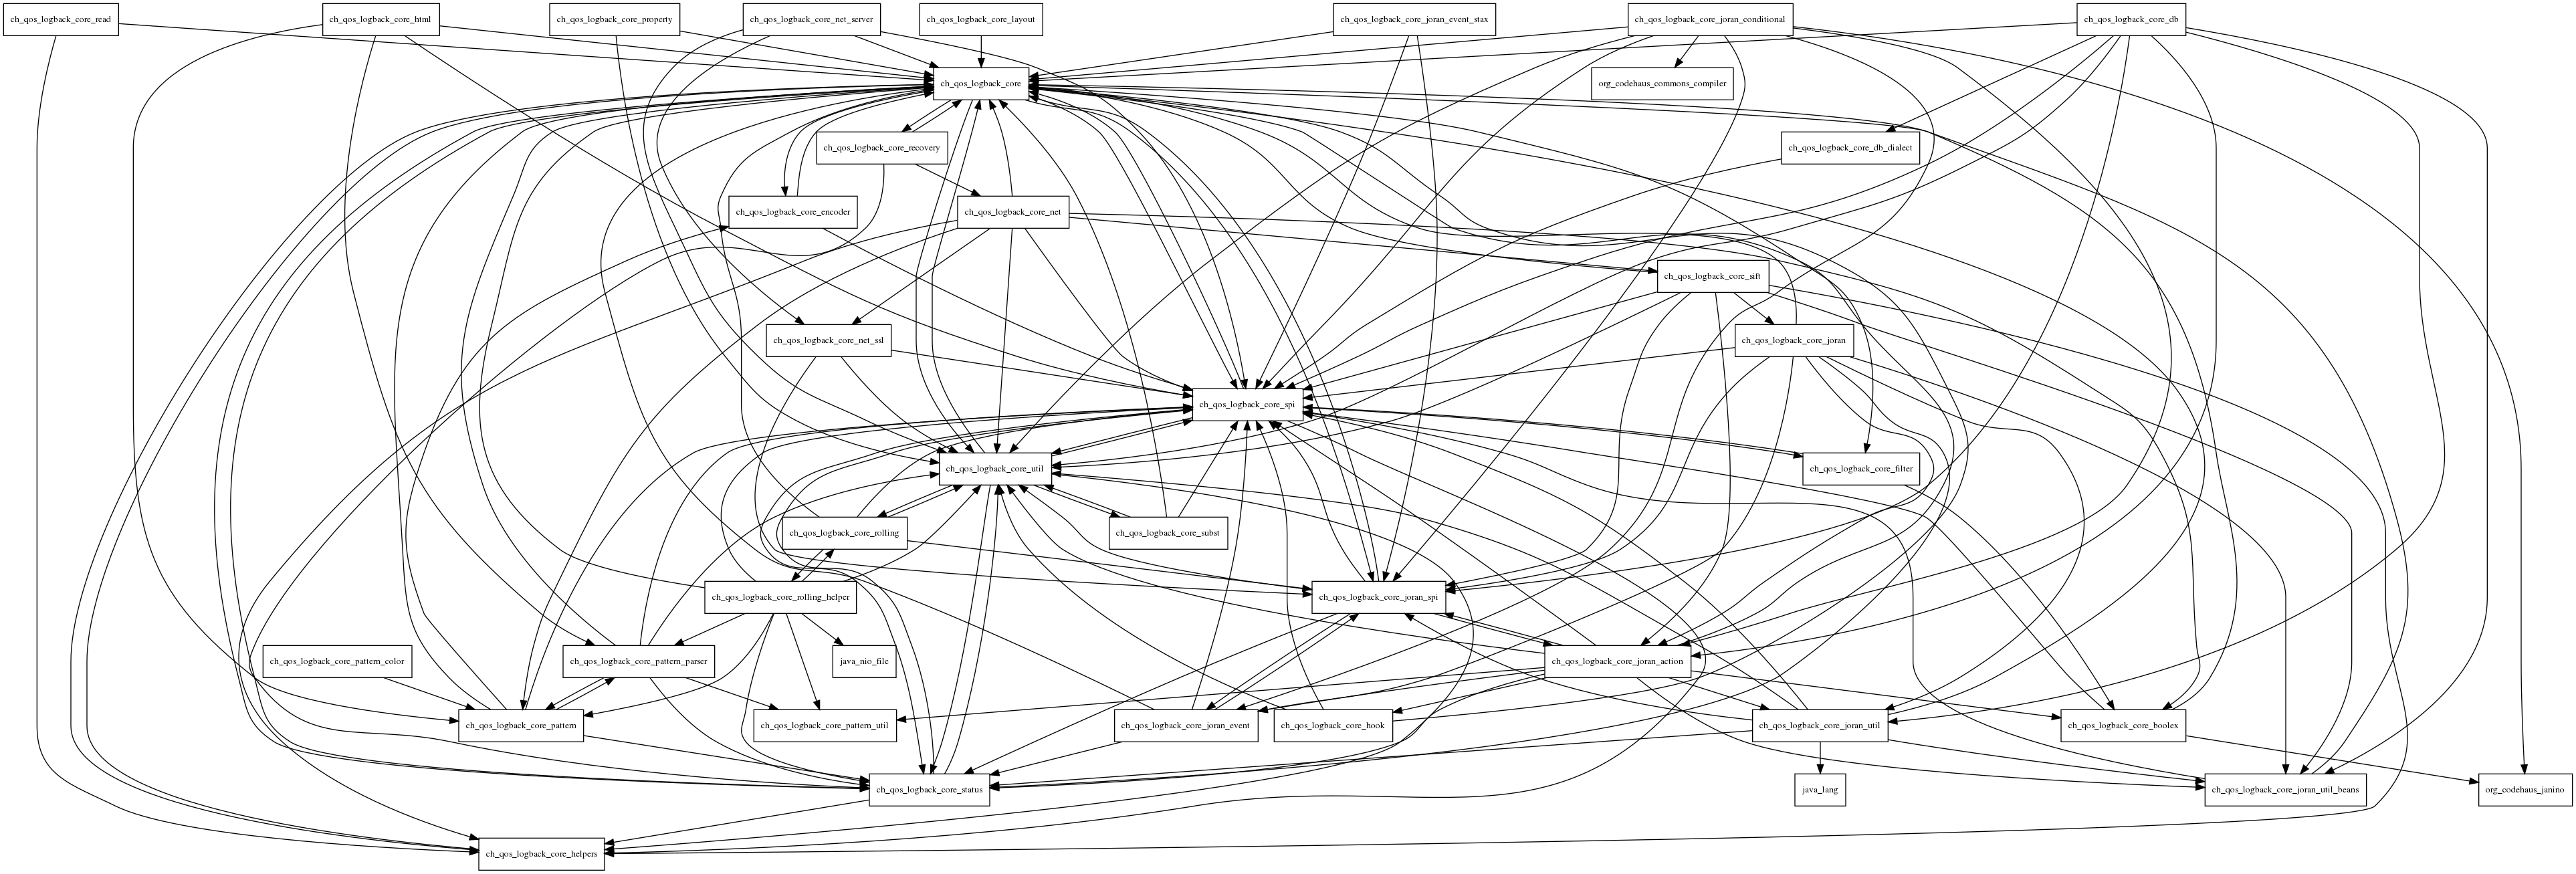 ch_qos_logback_core_read
ch_qos_logback_core_html
ch_qos_logback_core_property
ch_qos_logback_core_net_server
ch_qos_logback_core_layout
ch_qos_logback_core_joran_event_stax
ch_qos_logback_core_joran_conditional
ch_qos_logback_core_db
ch_qos_logback_core
org_codehaus_commons_compiler
ch_qos_logback_core_recovery
ch_qos_logback_core_db_dialect
ch_qos_logback_core_encoder
ch_qos_logback_core_net
ch_qos_logback_core_sift
ch_qos_logback_core_net_ssl
ch_qos_logback_core_joran
ch_qos_logback_core_spi
ch_qos_logback_core_util
ch_qos_logback_core_filter
ch_qos_logback_core_rolling
ch_qos_logback_core_subst
ch_qos_logback_core_rolling_helper
ch_qos_logback_core_joran_spi
ch_qos_logback_core_pattern_color
ch_qos_logback_core_pattern_parser
java_nio_file
ch_qos_logback_core_joran_action
ch_qos_logback_core_pattern
ch_qos_logback_core_pattern_util
ch_qos_logback_core_joran_event
ch_qos_logback_core_hook
ch_qos_logback_core_joran_util
ch_qos_logback_core_boolex
ch_qos_logback_core_status
java_lang
ch_qos_logback_core_joran_util_beans
org_codehaus_janino
ch_qos_logback_core_helpers